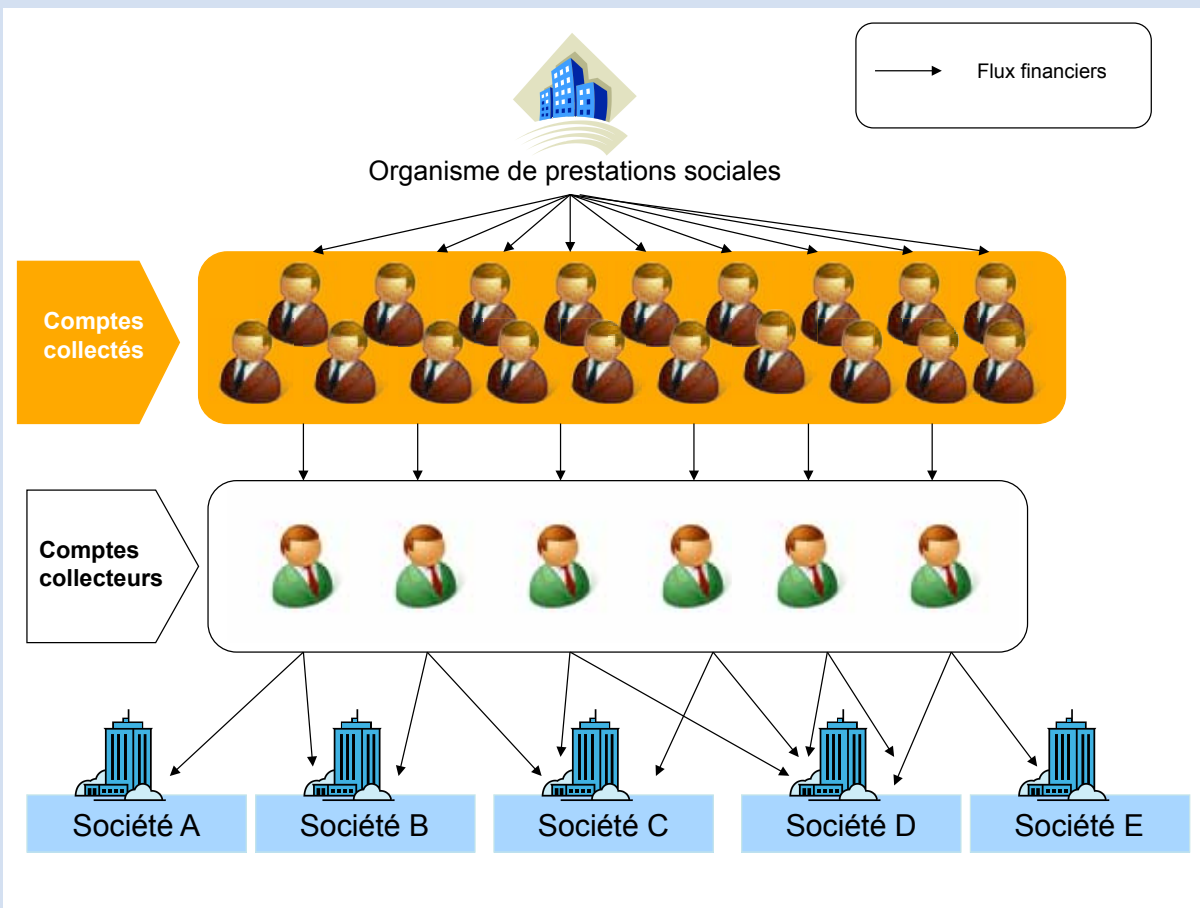 Flux financiers
Organisme de prestations sociales
Comptes
collectés
Comptes
collecteurs
Société A
Société B
Société C
Société D
Société E